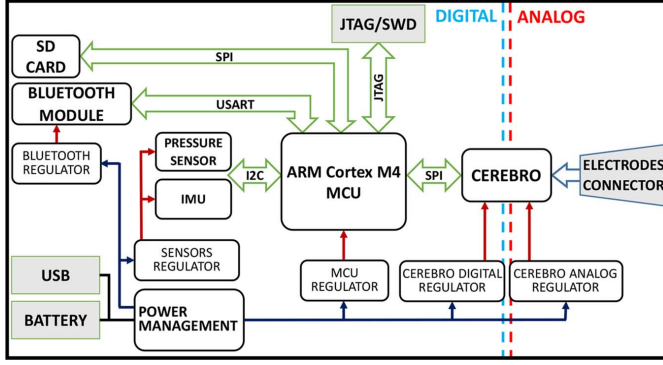 JTAG/SWD
DIGITAL
ANALOG
SD
CARD
SPI
BLUETOOTH
MODULE
USART
JTAG
BLUETOOTH
REGULATOR
PRESSURE
SENSOR
IMU
I2C
ARM Cortex M4
MCU
SPI
CEREBRO
ELECTRODES
CONNECTOR
SENSORS
REGULATOR
MCU
REGULATOR
CEREBRO DIGITAL
REGULATOR
CEREBRO ANALOG
REGULATOR
USB
BATTERY
POWER
MANAGEMENT